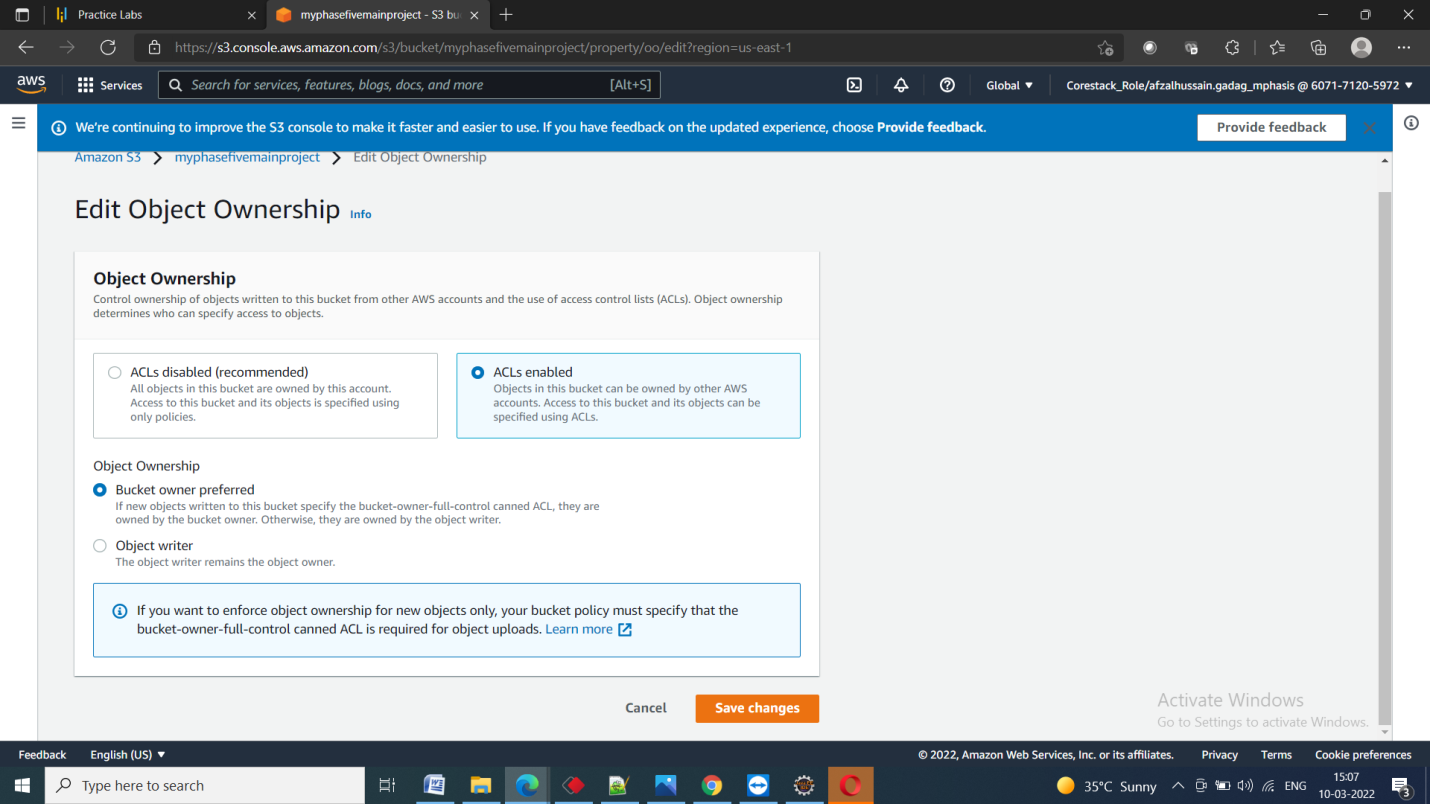 Practice Labs
myphasefivemainproject - S3 bu
https://s3.console.aws.amazon.com/s3/bucket/myphasefivemainproject/property/oo/edit?region=us-east-1
aws
Services
Search for services, features, blogs, docs, and more
[Alt+S]
Global
Corestack_Role/afzalhussain.gadag_mphasis @ 6071-7120-5972
We're continuing to improve the S3 console to make it faster and easier to use. If you have feedback on the updated experience, choose Provide feedback.
Provide feedback
Amazon S3
myphasefivemainproject
Edit Object Ownership
Edit Object Ownership
Info
Object Ownership
Control ownership of objects written to this bucket from other AWS accounts and the use of access control lists (ACLs). Object ownership
determines who can specify access to objects.
ACLs disabled (recommended)
All objects in this bucket are owned by this account.
Access to this bucket and its objects is specified using
only policies.
ACLs enabled
Objects in this bucket can be owned by other AWS
accounts. Access to this bucket and its objects can be
specified using ACLs.
Object Ownership
Bucket owner preferred
If new objects written to this bucket specify the bucket-owner-full-control canned ACL, they are
owned by the bucket owner. Otherwise, they are owned by the object writer.
Object writer
The object writer remains the object owner.
If you want to enforce object ownership for new objects only, your bucket policy must specify that the
bucket-owner-full-control canned ACL is required for object uploads. Learn more
Cancel
Save changes
Activate Windows
Go to Settings to activate Windows.
Feedback
English (US)
© 2022, Amazon Web Services, Inc. or its affiliates.
Privacy
Terms
Cookie preferences
Type here to search
35°C Sunny
ENG
15:07
10-03-2022
3